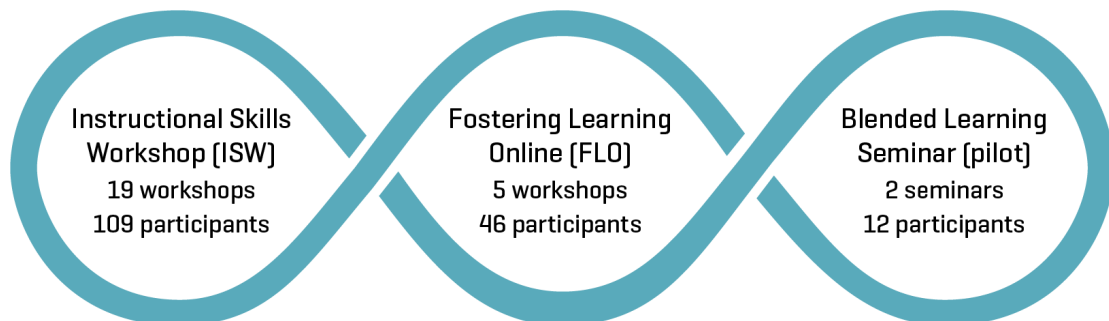 Instructional Skills
Workshop (ISW)
19 workshops
109 participants
Fostering Learning
Online (FLO)
5 workshops
46 participants
Blended Learning
Seminar (pilot)
2 seminars
12 participants